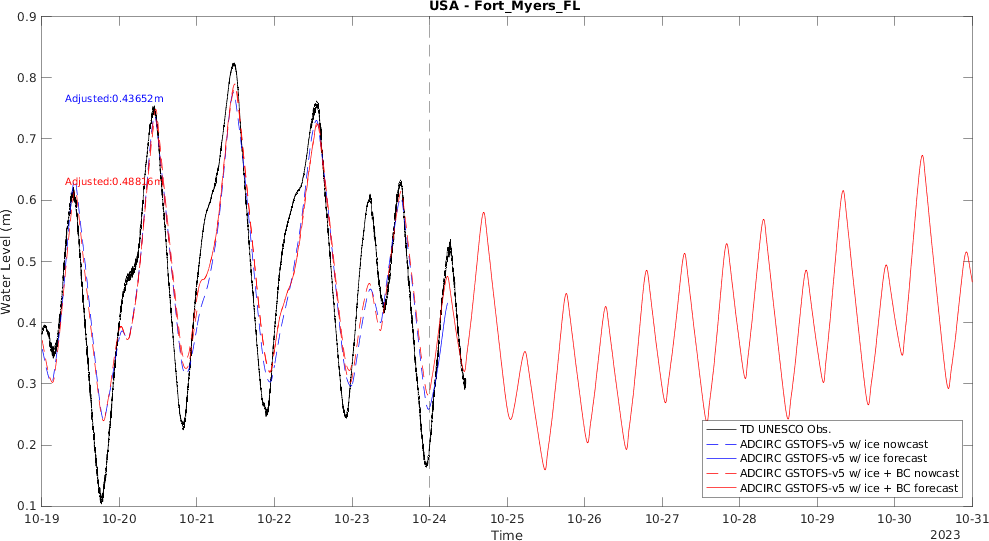 USA - Fort_Myers_FL
0.9
0.8
0.7
0.6
0.5
0.4
0.3
0.2
0.1
Water Level (m)
Adjusted:0.43652m
Adjusted:0.48816m
TD UNESCO Obs.
ADCIRC GSTOFS-v5 w/ ice nowcast
ADCIRC GSTOFS-v5 w/ ice forecast
ADCIRC GSTOFS-v5 w/ ice + BC nowcast
ADCIRC GSTOFS-v5 w/ ice + BC forecast
10-19 10-20 10-21 10-22 10-23 10-24 10-25 10-26 10-27 10-28 10-29 10-30 10-31
Time
2023